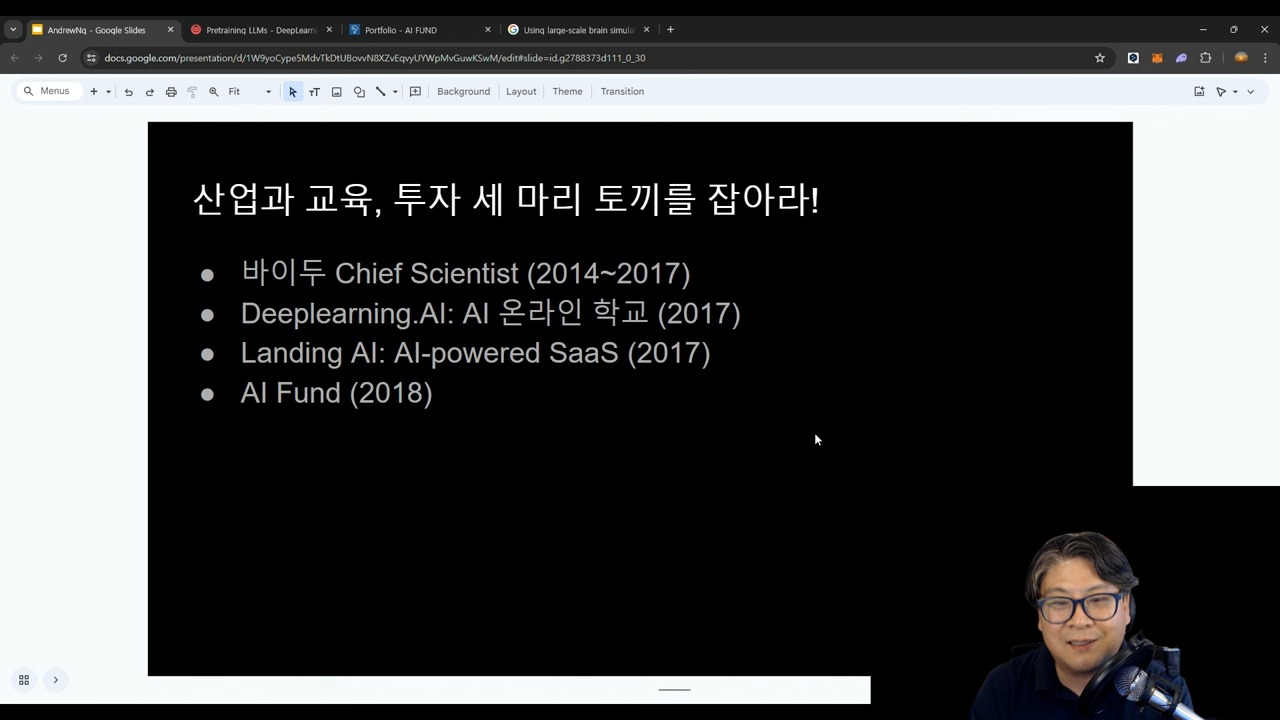 AndrewNg - Google Slides
Pretraining LLMs - DeepLearn
Portfolio - AI FUND
Using large-scale brain simula
docs.google.com/presentation/d/1W9yoCype5MdvTkDtUBovvN8XZvEqvyUYWpMvGuwKSwM/edit#slide=id.g2788373d111_0_30
Menus Fit Background Layout Theme Transition
산업과 교육, 투자 세 마리 토끼를 잡아라!
● 바이두 Chief Scientist (2014~2017)
● Deeplearning.AI: AI 온라인 학교 (2017)
● Landing AI: AI-powered SaaS (2017)
● AI Fund (2018)